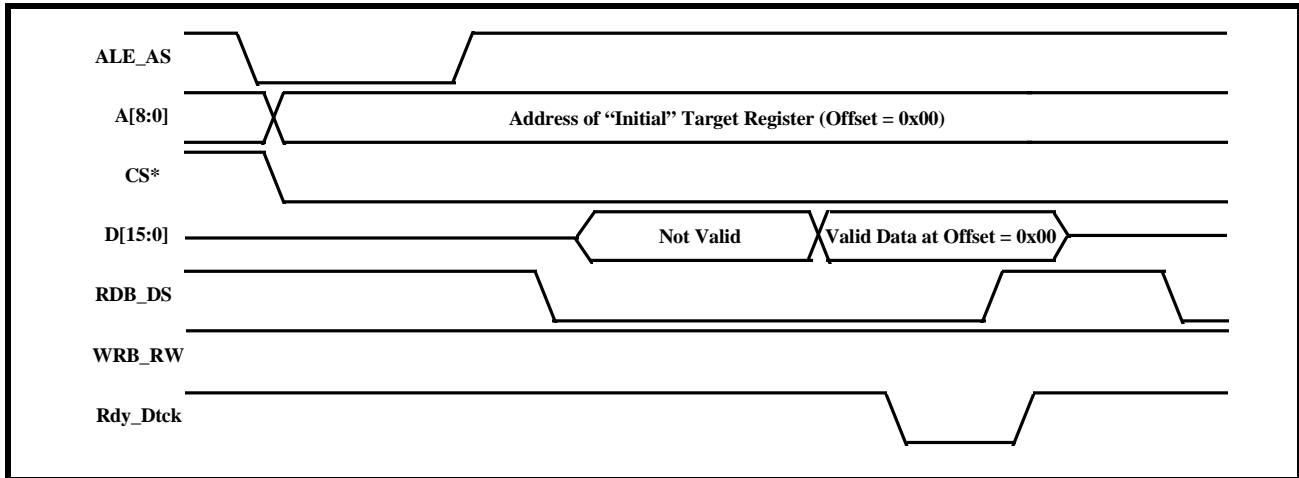 ALE_AS
A[8:0]
Address of “Initial” Target Register (Offset = 0x00)
CS*
D[15:0]
Not Valid
Valid Data at Offset = 0x00
RDB_DS
WRB_RW
Rdy_Dtck